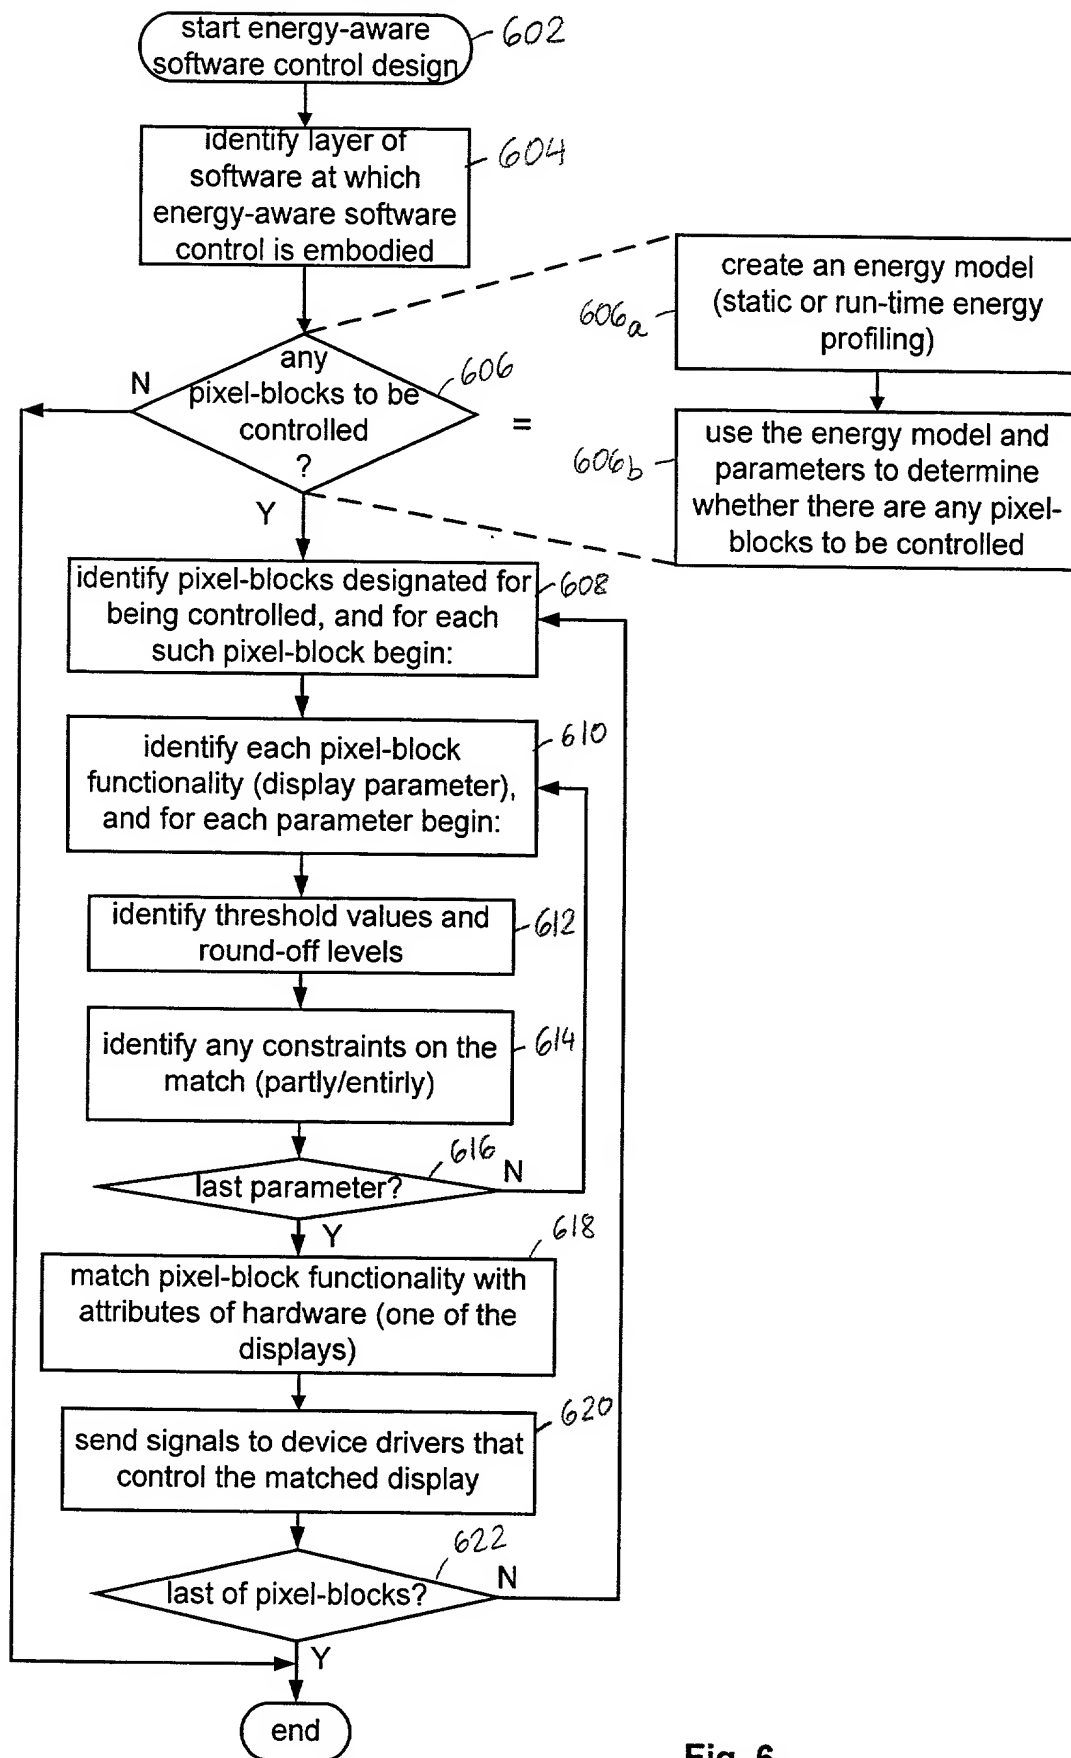 start energy-aware
software control design
602
identify layer of
software at which
energy-aware software
control is embodied
604
any
pixel-blocks to be
controlled
?
606
N
Y
=
create an energy model
(static or run-time energy
profiling)
606a
use the energy model and
parameters to determine
whether there are any pixel-
blocks to be controlled
606b
identify pixel-blocks designated for
being controlled, and for each
such pixel-block begin:
608
identify each pixel-block
functionality (display parameter),
and for each parameter begin:
610
identify threshold values and
round-off levels
612
identify any constraints on the
match (partly/entirly)
614
last parameter?
616
N
Y
match pixel-block functionality with
attributes of hardware (one of the
displays)
618
send signals to device drivers that
control the matched display
620
last of pixel-blocks?
622
N
Y
end
Fig. 6